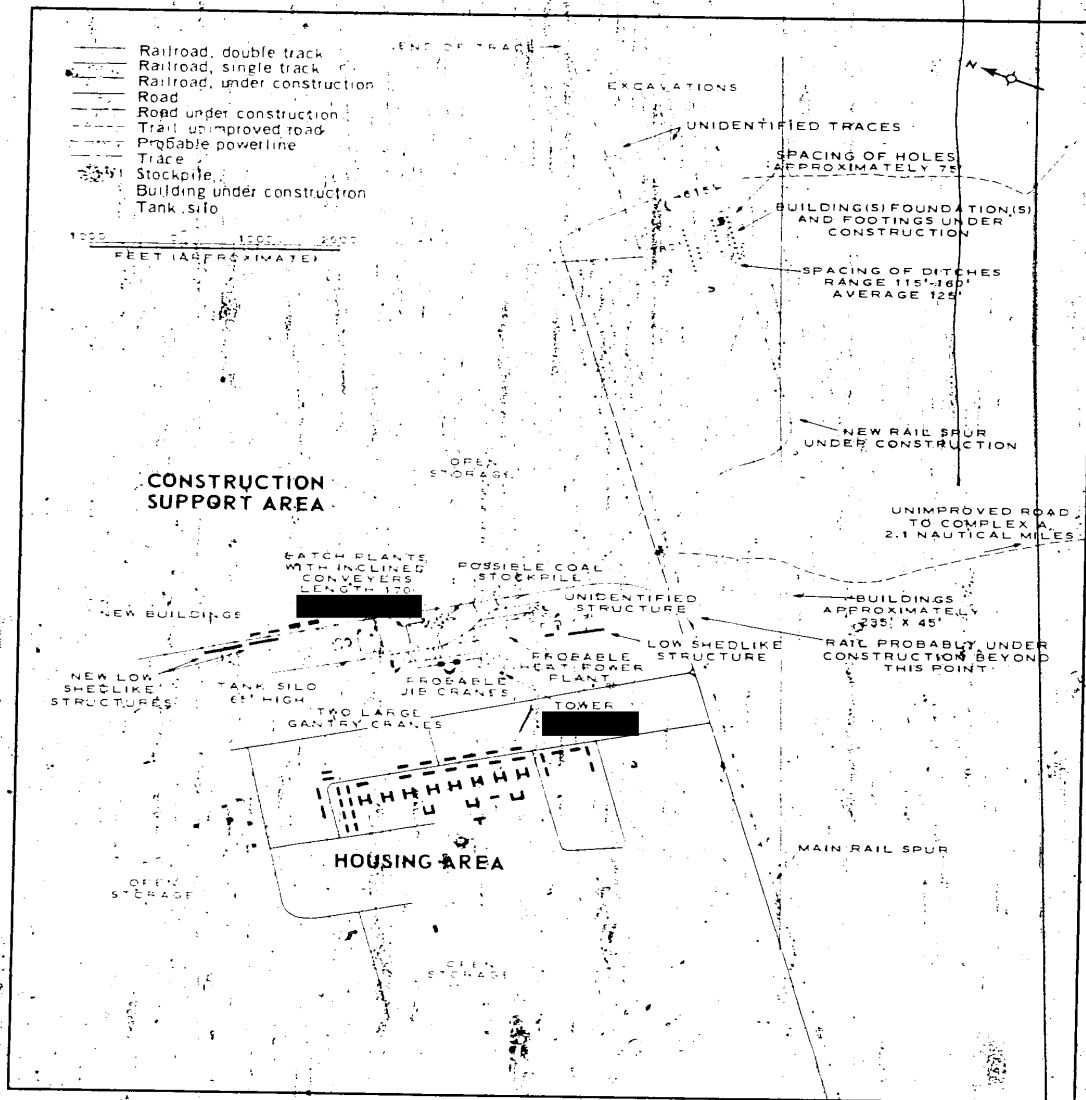 Railroad, double track
Railroad, single track
Railroad, under construction
Road
Road under construction
Trail unimproved road
Probable powerline
Trace
Stockpile
Building under construction
Tank silo
1000 0 1000 2000
FEET (APPROXIMATE)
END OF TRACE
N
EXCAVATIONS
UNIDENTIFIED TRACES
SPACING OF HOLES
APPROXIMATELY 75'
BUILDING(S) FOUNDATION(S)
AND FOOTINGS UNDER
CONSTRUCTION
SPACING OF DITCHES
RANGE 115'-160'
AVERAGE 125'
NEW RAIL SPUR
UNDER CONSTRUCTION
OPEN
STORAGE
CONSTRUCTION
SUPPORT AREA
UNIMPROVED ROAD
TO COMPLEX A
2.1 NAUTICAL MILES
BATCH PLANTS
WITH INCLINED
CONVEYERS
LENGTH 170'
POSSIBLE COAL
STOCKPILE
NEW BUILDINGS
UNIDENTIFIED
STRUCTURE
BUILDINGS
APPROXIMATELY
235' X 45'
NEW LOW
SHEDLIKE
STRUCTURES
TANK SILO
65' HIGH
PROBABLE
JIB CRANES
PROBABLE
HEAT POWER
PLANT
LOW SHEDLIKE
STRUCTURE
RAIL PROBABLY UNDER
CONSTRUCTION BEYOND
THIS POINT
TWO LARGE
GANTRY CRANES
TOWER
HOUSING AREA
MAIN RAIL SPUR
OPEN
STORAGE
OPEN
STORAGE